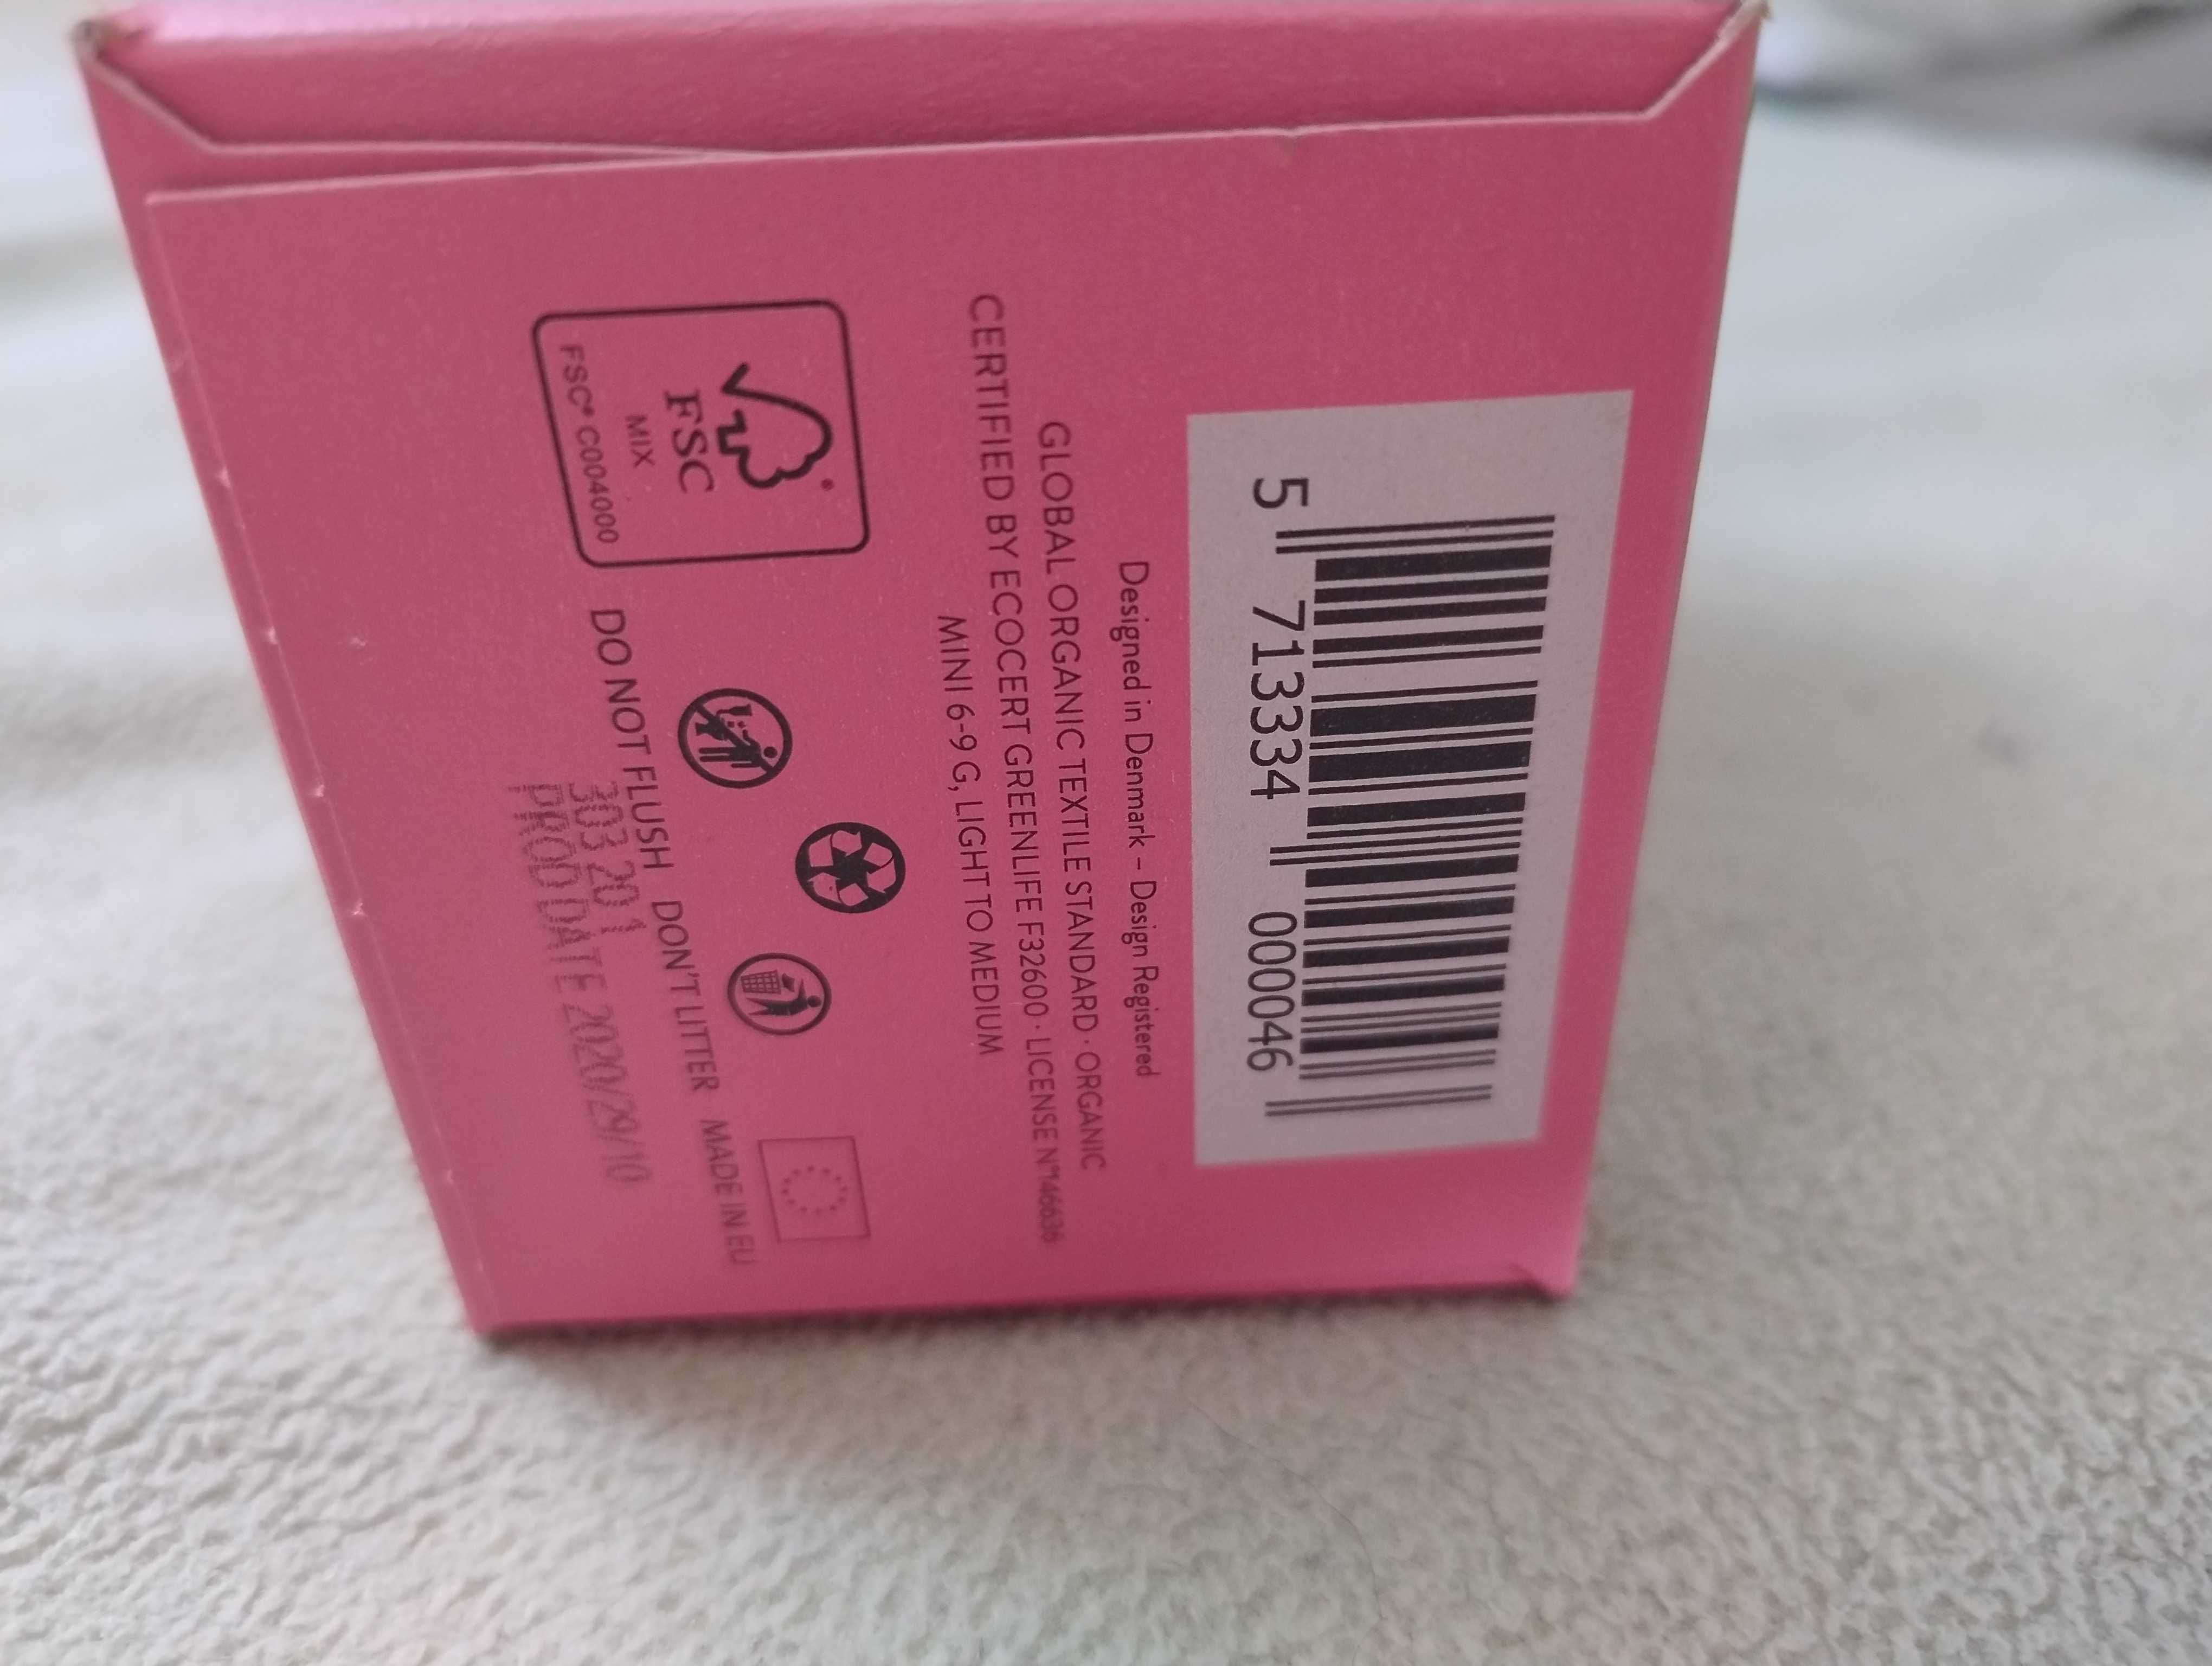 5 713334 000046
Designed in Denmark – Design Registered
GLOBAL ORGANIC TEXTILE STANDARD · ORGANIC
CERTIFIED BY ECOCERT GREENLIFE F32600 · LICENSE N°146636
MINI 6-9 G, LIGHT TO MEDIUM
FSC
MIX
FSC® C004000
DO NOT FLUSH DON'T LITTER MADE IN EU
303 201
PROD DATE 2020/29/10